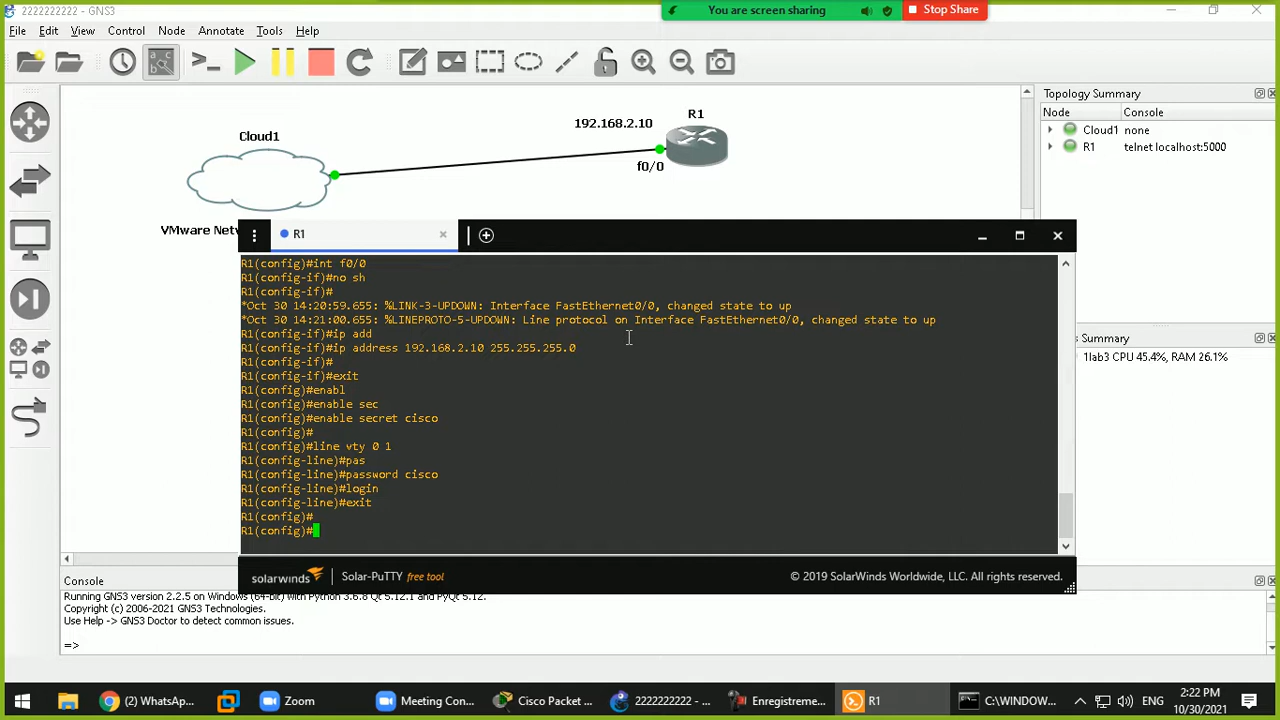 2222222222 - GNS3
You are screen sharing
Stop Share
File Edit View Control Node Annotate Tools Help
Topology Summary
Node Console
Cloud1 none
R1 telnet localhost:5000
Cloud1
192.168.2.10
R1
f0/0
VMware Netw
R1
R1(config)#int f0/0
R1(config-if)#no sh
R1(config-if)#
*Oct 30 14:20:59.655: %LINK-3-UPDOWN: Interface FastEthernet0/0, changed state to up
*Oct 30 14:21:00.655: %LINEPROTO-5-UPDOWN: Line protocol on Interface FastEthernet0/0, changed state to up
R1(config-if)#ip add
R1(config-if)#ip address 192.168.2.10 255.255.255.0
R1(config-if)#
R1(config-if)#exit
R1(config)#enabl
R1(config)#enable sec
R1(config)#enable secret cisco
R1(config)#
R1(config)#line vty 0 1
R1(config-line)#pas
R1(config-line)#password cisco
R1(config-line)#login
R1(config-line)#exit
R1(config)#
R1(config)#
s Summary
1lab3 CPU 45.4%, RAM 26.1%
solarwinds Solar-PuTTY free tool
© 2019 SolarWinds Worldwide, LLC. All rights reserved.
Console
Running GNS3 version 2.2.5 on Windows (64-bit) with Python 3.6.8 Qt 5.12.1 and PyQt 5.12.
Copyright (c) 2006-2021 GNS3 Technologies.
Use Help -> GNS3 Doctor to detect common issues.
=>
(2) WhatsAp...
Zoom
Meeting Con...
Cisco Packet ...
2222222222 - ...
Enregistreme...
R1
C:\WINDOW...
ENG
2:22 PM
10/30/2021